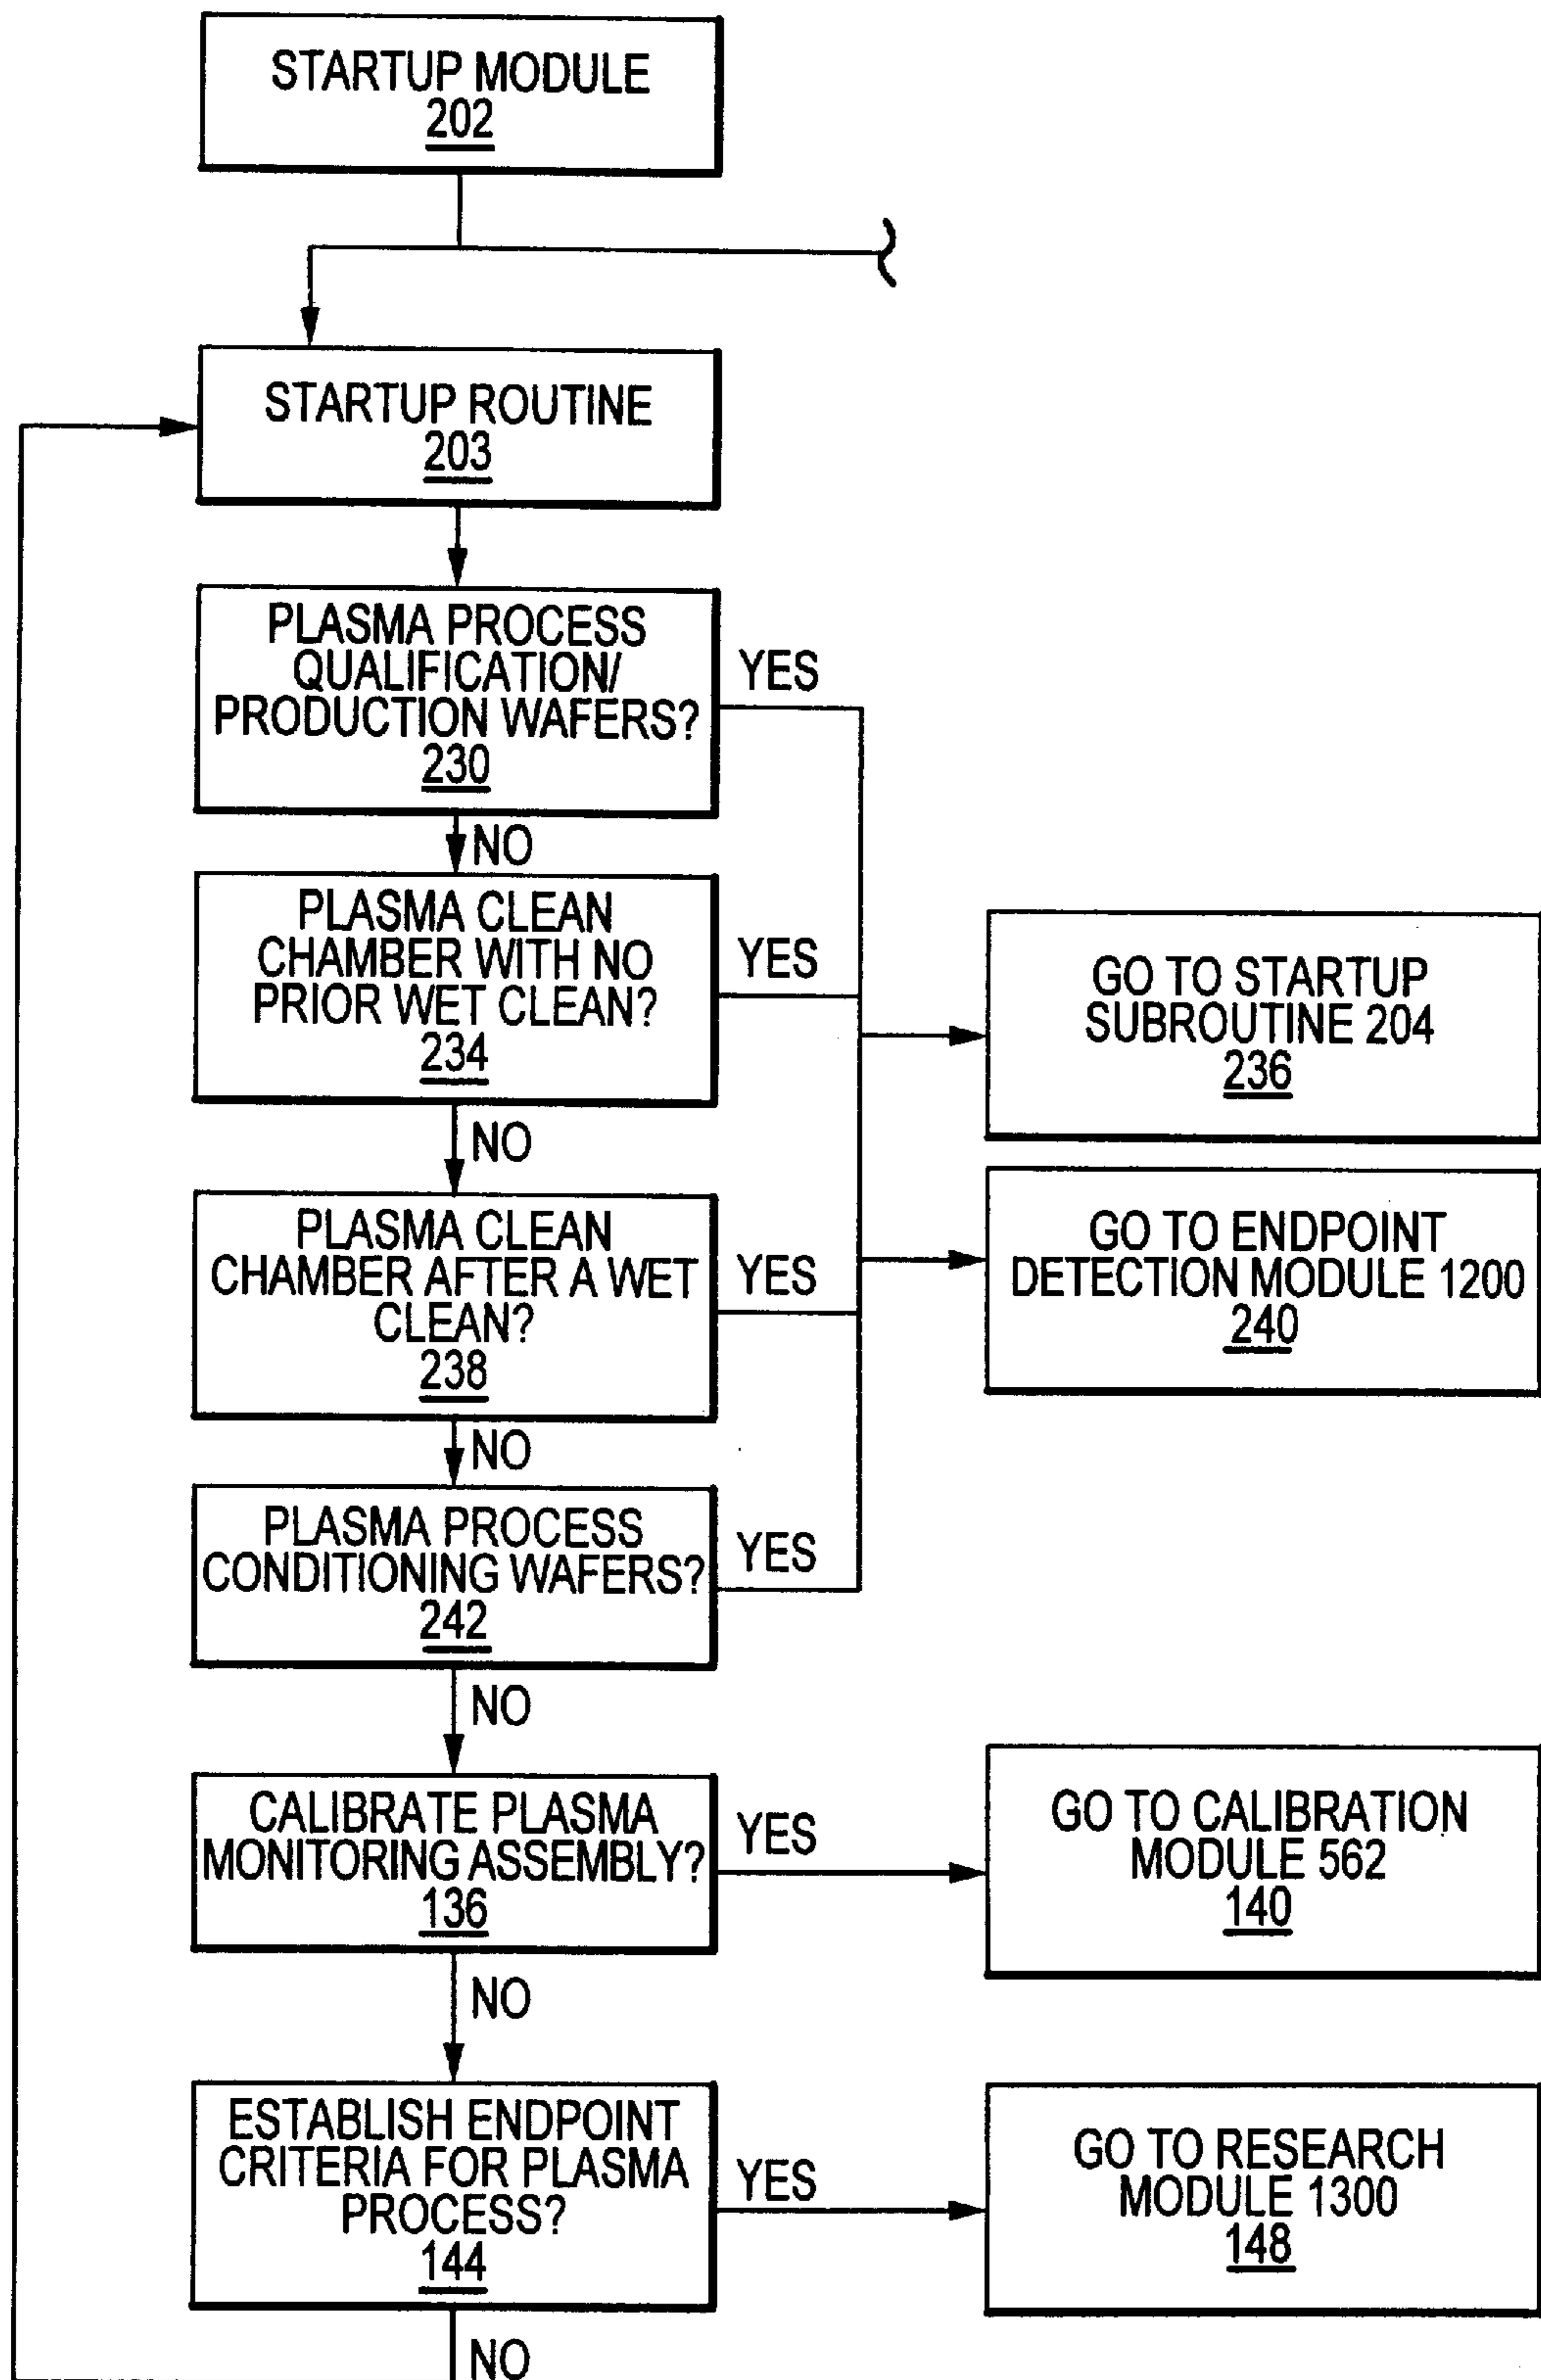 STARTUP MODULE
202
STARTUP ROUTINE
203
PLASMA PROCESS
QUALIFICATION/
PRODUCTION WAFERS?
230
YES
NO
PLASMA CLEAN
CHAMBER WITH NO
PRIOR WET CLEAN?
234
YES
GO TO STARTUP
SUBROUTINE 204
236
NO
PLASMA CLEAN
CHAMBER AFTER A WET
CLEAN?
238
YES
GO TO ENDPOINT
DETECTION MODULE 1200
240
NO
PLASMA PROCESS
CONDITIONING WAFERS?
242
YES
NO
CALIBRATE PLASMA
MONITORING ASSEMBLY?
136
YES
GO TO CALIBRATION
MODULE 562
140
NO
ESTABLISH ENDPOINT
CRITERIA FOR PLASMA
PROCESS?
144
YES
GO TO RESEARCH
MODULE 1300
148
NO